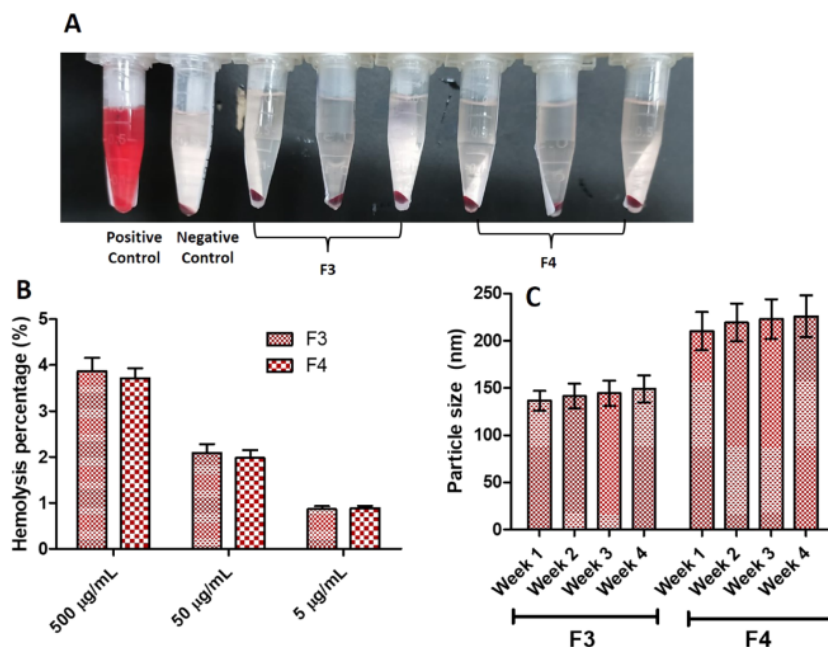 A
Positive
Control
Negative
Control
F3
F4
B
Hemolysis percentage (%)
5
4
3
2
1
0
F3
F4
500 μg/mL
50 μg/mL
5 μg/mL
C
Particle size (nm)
250
200
150
100
50
0
Week 1
Week 2
Week 3
Week 4
Week 1
Week 2
Week 3
Week 4
F3
F4